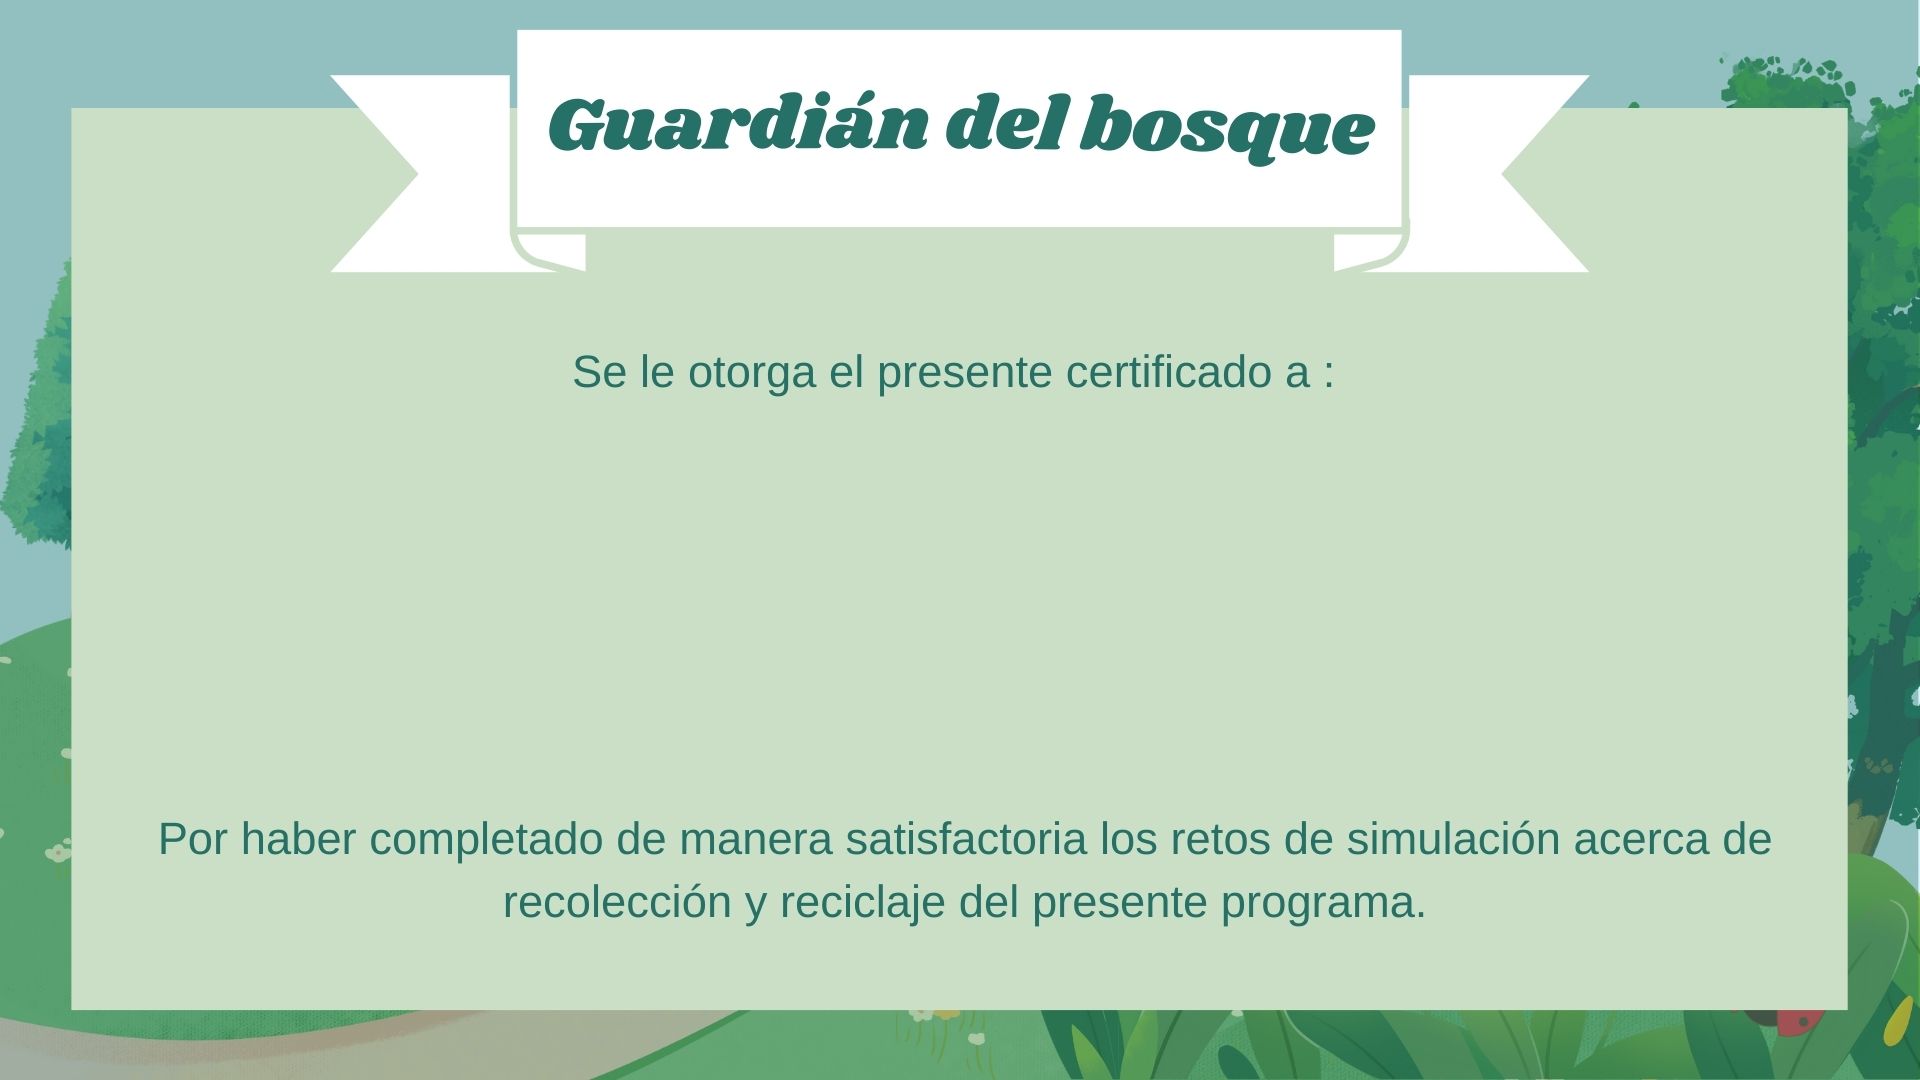 Guardián del bosque
Se le otorga el presente certificado a :
Por haber completado de manera satisfactoria los retos de simulación acerca de
recolección y reciclaje del presente programa.